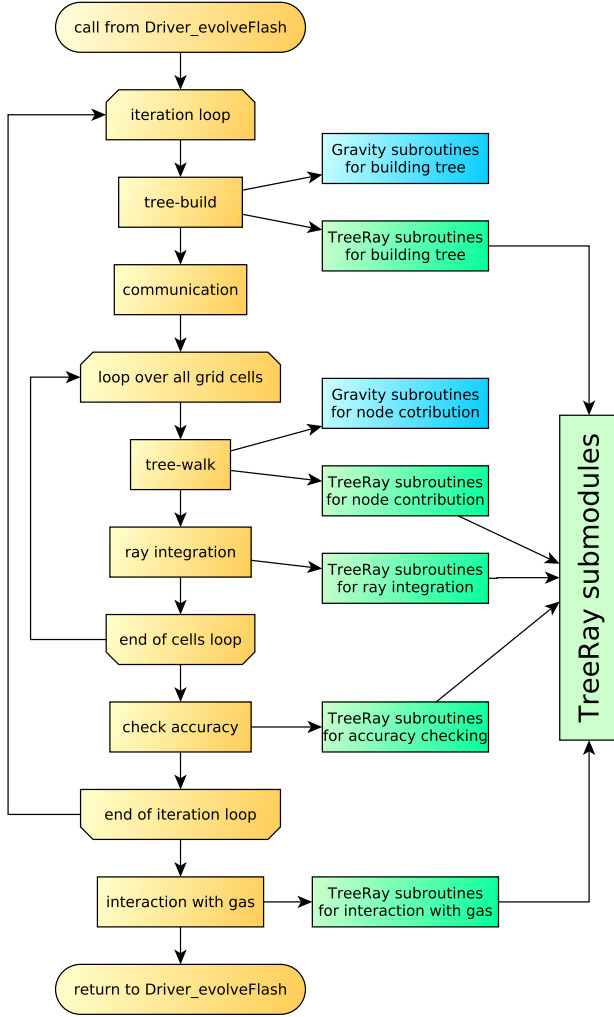 call from Driver_evolveFlash
iteration loop
Gravity subroutines
for building tree
tree-build
TreeRay subroutines
for building tree
communication
loop over all grid cells
Gravity subroutines
for node cotribution
tree-walk
TreeRay subroutines
for node contribution
ray integration
TreeRay subroutines
for ray integration
TreeRay submodules
end of cells loop
check accuracy
TreeRay subroutines
for accuracy checking
end of iteration loop
interaction with gas
TreeRay subroutines
for interaction with gas
return to Driver_evolveFlash